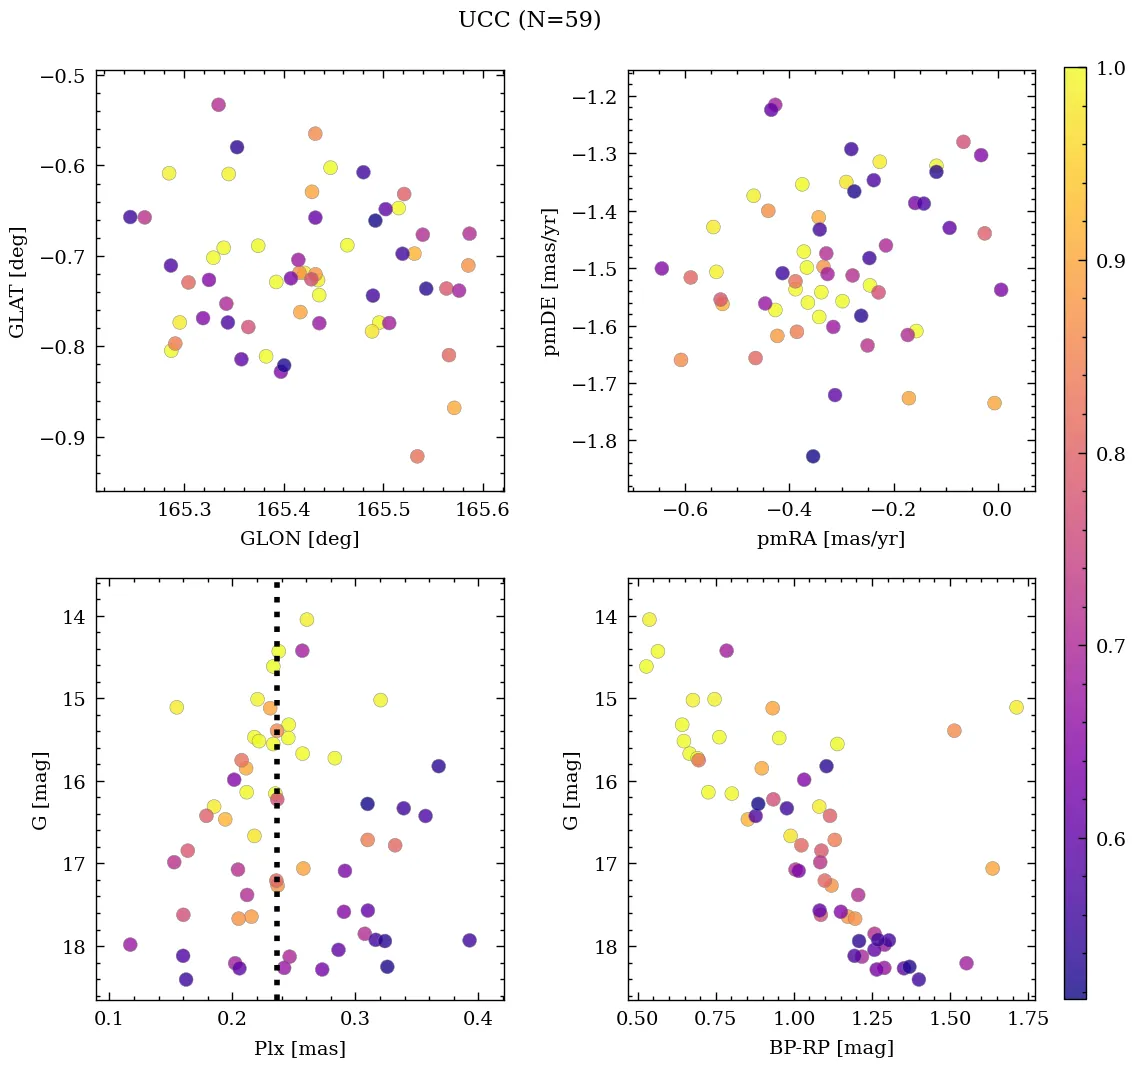 UCC (N=59)
−0.5
−0.6
−0.7
−0.8
−0.9
GLAT [deg]
165.3 165.4 165.5 165.6
GLON [deg]
−1.2
−1.3
−1.4
−1.5
−1.6
−1.7
−1.8
pmDE [mas/yr]
−0.6 −0.4 −0.2 0.0
pmRA [mas/yr]
14
15
16
17
18
G [mag]
0.1 0.2 0.3 0.4
Plx [mas]
14
15
16
17
18
G [mag]
0.50 0.75 1.00 1.25 1.50 1.75
BP-RP [mag]
1.0
0.9
0.8
0.7
0.6